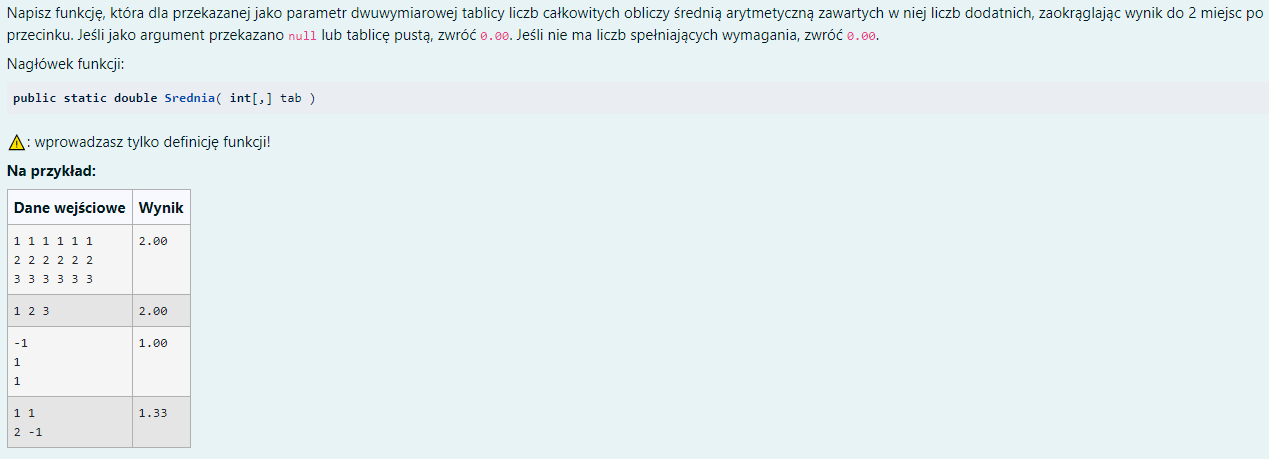 Napisz funkcję, która dla przekazanej jako parametr dwuwymiarowej tablicy liczb całkowitych obliczy średnią arytmetyczną zawartych w niej liczb dodatnich, zaokrąglając wynik do 2 miejsc po
przecinku. Jeśli jako argument przekazano null lub tablicę pustą, zwróć 0.00. Jeśli nie ma liczb spełniających wymagania, zwróć 0.00.
Nagłówek funkcji:
public static double Srednia( int[,] tab )
⚠: wprowadzasz tylko definicję funkcji!
Na przykład:
Dane wejściowe Wynik
1 1 1 1 1 1 2.00
2 2 2 2 2 2
3 3 3 3 3 3
1 2 3 2.00
-1 1.00
1
1
1 1 1.33
2 -1